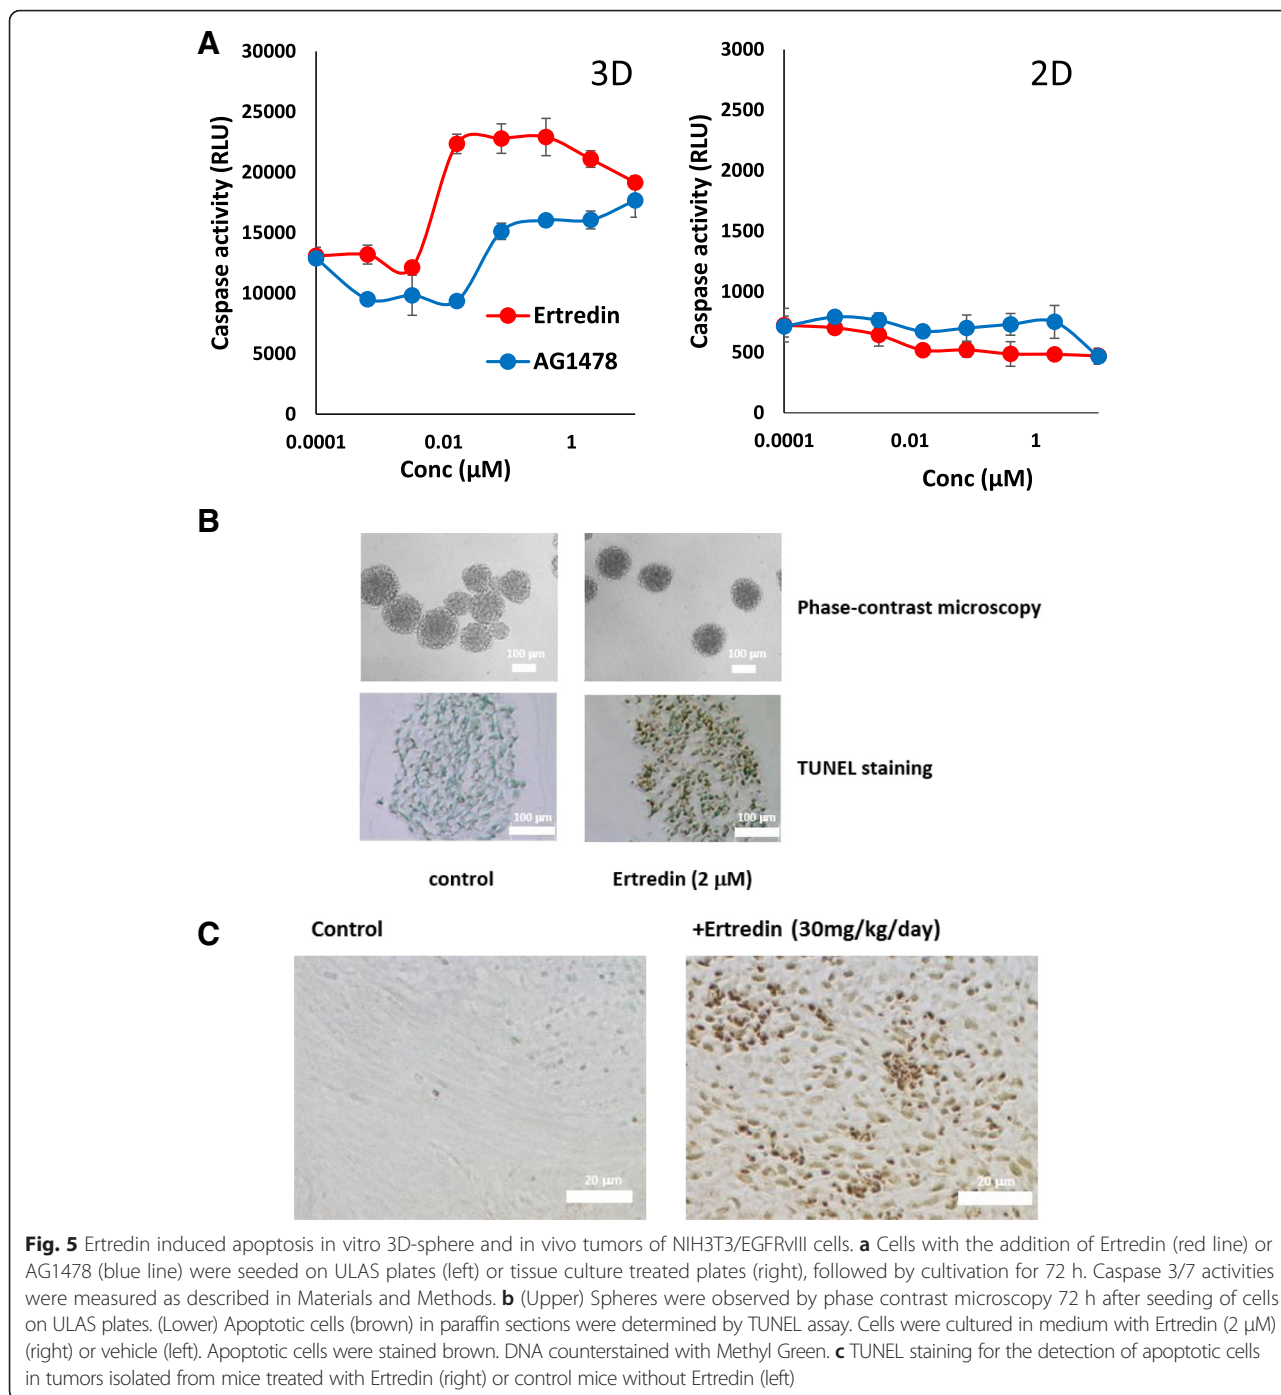 A
30000
25000
20000
15000
10000
5000
0
Caspase activity (RLU)
3D
Ertredin
AG1478
0.0001
0.01
1
Conc (µM)
3000
2500
2000
1500
1000
500
0
Caspase activity (RLU)
2D
0.0001
0.01
1
Conc (µM)
B
100 µm
100 µm
Phase-contrast microscopy
100 µm
100 µm
TUNEL staining
control
Ertredin (2 µM)
C
Control
+Ertredin (30mg/kg/day)
20 µm
20 µm
Fig. 5 Ertredin induced apoptosis in vitro 3D-sphere and in vivo tumors of NIH3T3/EGFRvIII cells. a Cells with the addition of Ertredin (red line) or
AG1478 (blue line) were seeded on ULAS plates (left) or tissue culture treated plates (right), followed by cultivation for 72 h. Caspase 3/7 activities
were measured as described in Materials and Methods. b (Upper) Spheres were observed by phase contrast microscopy 72 h after seeding of cells
on ULAS plates. (Lower) Apoptotic cells (brown) in paraffin sections were determined by TUNEL assay. Cells were cultured in medium with Ertredin (2 µM)
(right) or vehicle (left). Apoptotic cells were stained brown. DNA counterstained with Methyl Green. c TUNEL staining for the detection of apoptotic cells
in tumors isolated from mice treated with Ertredin (right) or control mice without Ertredin (left)